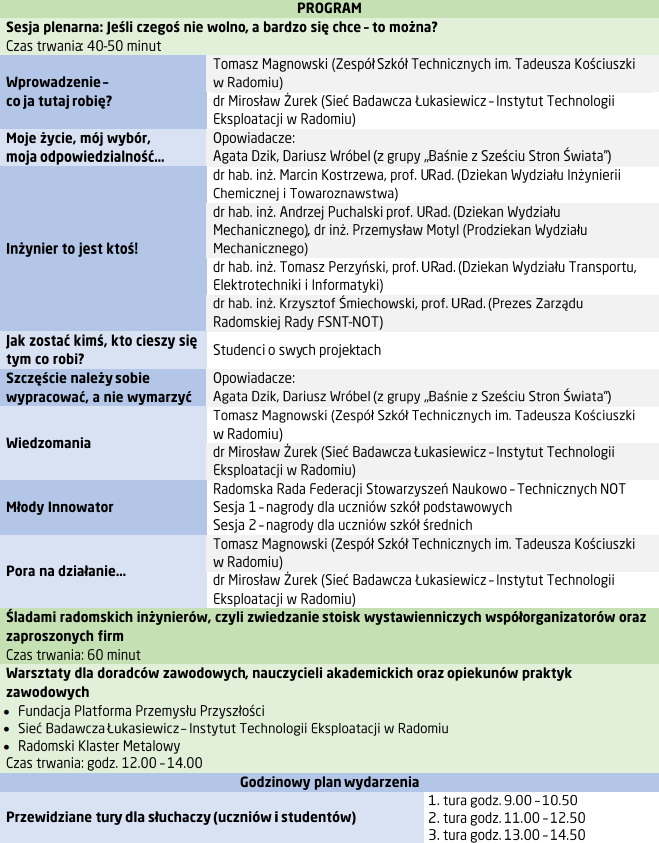 PROGRAM
Sesja plenarna: Jeśli czegoś nie wolno, a bardzo się chce – to można?
Czas trwania: 40-50 minut
Wprowadzenie –
co ja tutaj robię?
Tomasz Magnowski (Zespół Szkół Technicznych im. Tadeusza Kościuszki
w Radomiu)
dr Mirosław Żurek (Sieć Badawcza Łukasiewicz – Instytut Technologii
Eksploatacji w Radomiu)
Moje życie, mój wybór,
moja odpowiedzialność...
Opowiadacze:
Agata Dzik, Dariusz Wróbel (z grupy „Baśnie z Sześciu Stron Świata”)
Inżynier to jest ktoś!
dr hab. inż. Marcin Kostrzewa, prof. URad. (Dziekan Wydziału Inżynierii
Chemicznej i Towaroznawstwa)
dr hab. inż. Andrzej Puchalski prof. URad. (Dziekan Wydziału
Mechanicznego), dr inż. Przemysław Motyl (Prodziekan Wydziału
Mechanicznego)
dr hab. inż. Tomasz Perzyński, prof. URad. (Dziekan Wydziału Transportu,
Elektrotechniki i Informatyki)
dr hab. inż. Krzysztof Śmiechowski, prof. URad. (Prezes Zarządu
Radomskiej Rady FSNT-NOT)
Jak zostać kimś, kto cieszy się
tym co robi?
Studenci o swych projektach
Szczęście należy sobie
wypracować, a nie wymarzyć
Opowiadacze:
Agata Dzik, Dariusz Wróbel (z grupy „Baśnie z Sześciu Stron Świata”)
Wiedzomania
Tomasz Magnowski (Zespół Szkół Technicznych im. Tadeusza Kościuszki
w Radomiu)
dr Mirosław Żurek (Sieć Badawcza Łukasiewicz – Instytut Technologii
Eksploatacji w Radomiu)
Młody Innowator
Radomska Rada Federacji Stowarzyszeń Naukowo – Technicznych NOT
Sesja 1 – nagrody dla uczniów szkół podstawowych
Sesja 2 – nagrody dla uczniów szkół średnich
Pora na działanie...
Tomasz Magnowski (Zespół Szkół Technicznych im. Tadeusza Kościuszki
w Radomiu)
dr Mirosław Żurek (Sieć Badawcza Łukasiewicz – Instytut Technologii
Eksploatacji w Radomiu)
Śladami radomskich inżynierów, czyli zwiedzanie stoisk wystawienniczych współorganizatorów oraz
zaproszonych firm
Czas trwania: 60 minut
Warsztaty dla doradców zawodowych, nauczycieli akademickich oraz opiekunów praktyk
zawodowych
• Fundacja Platforma Przemysłu Przyszłości
• Sieć Badawcza Łukasiewicz – Instytut Technologii Eksploatacji w Radomiu
• Radomski Klaster Metalowy
Czas trwania: godz. 12.00 – 14.00
Godzinowy plan wydarzenia
Przewidziane tury dla słuchaczy (uczniów i studentów)
1. tura godz. 9.00 – 10.50
2. tura godz. 11.00 – 12.50
3. tura godz. 13.00 – 14.50